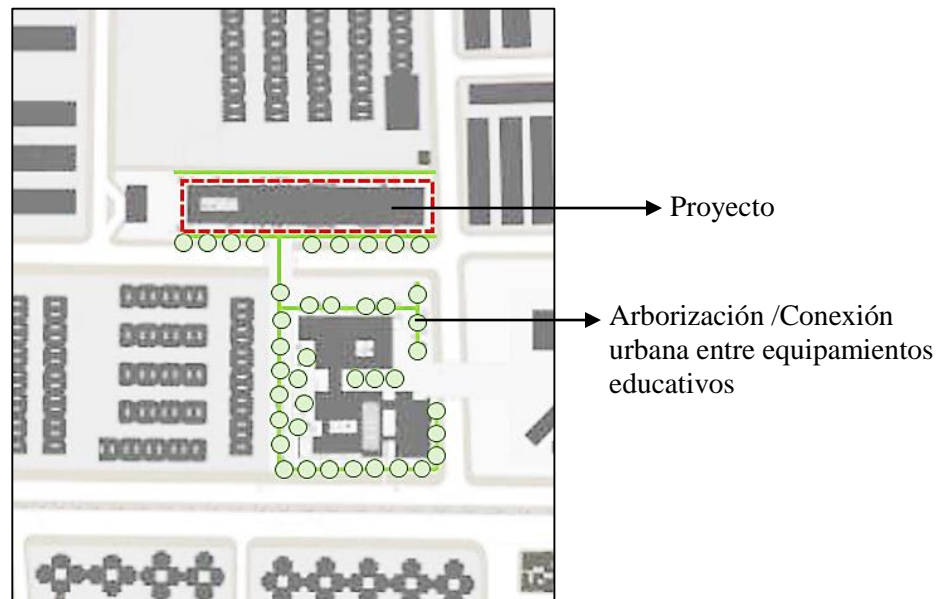 Proyecto
Arborización /Conexión
urbana entre equipamientos
educativos